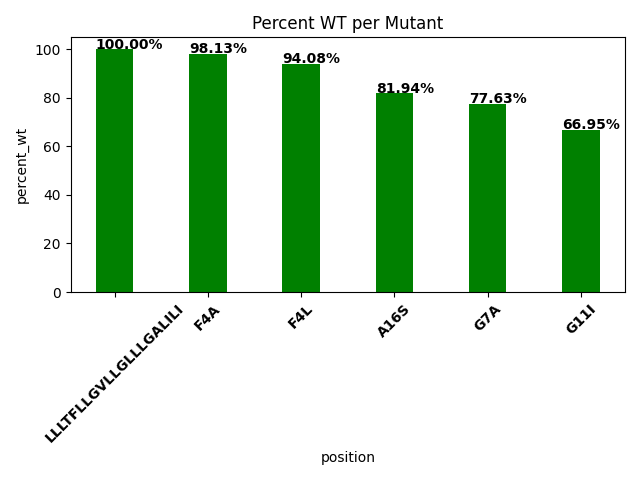 Percent WT per Mutant
100.00%
98.13%
94.08%
81.94%
77.63%
66.95%
100
80
60
40
20
0
percent_wt
LLLTFLLGVLLGLLLGALILI
F4A
F4L
A16S
G7A
G11I
position